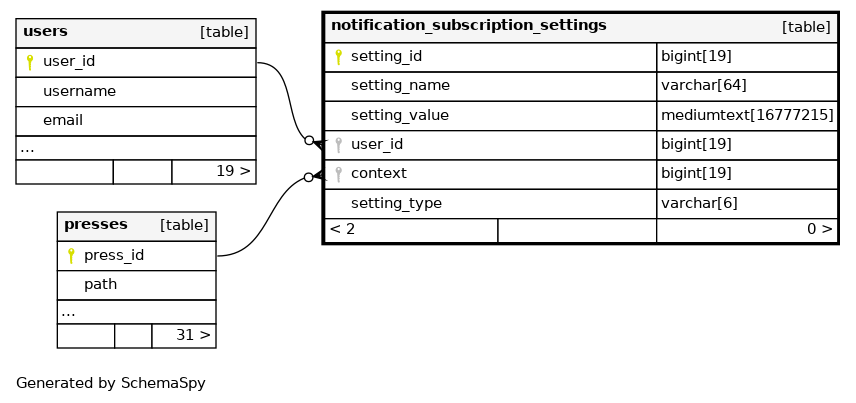 users [table]
user_id
username
email
...
19 >
presses [table]
press_id
path
...
31 >
notification_subscription_settings [table]
setting_id bigint[19]
setting_name varchar[64]
setting_value mediumtext[16777215]
user_id bigint[19]
context bigint[19]
setting_type varchar[6]
< 2 0 >
Generated by SchemaSpy